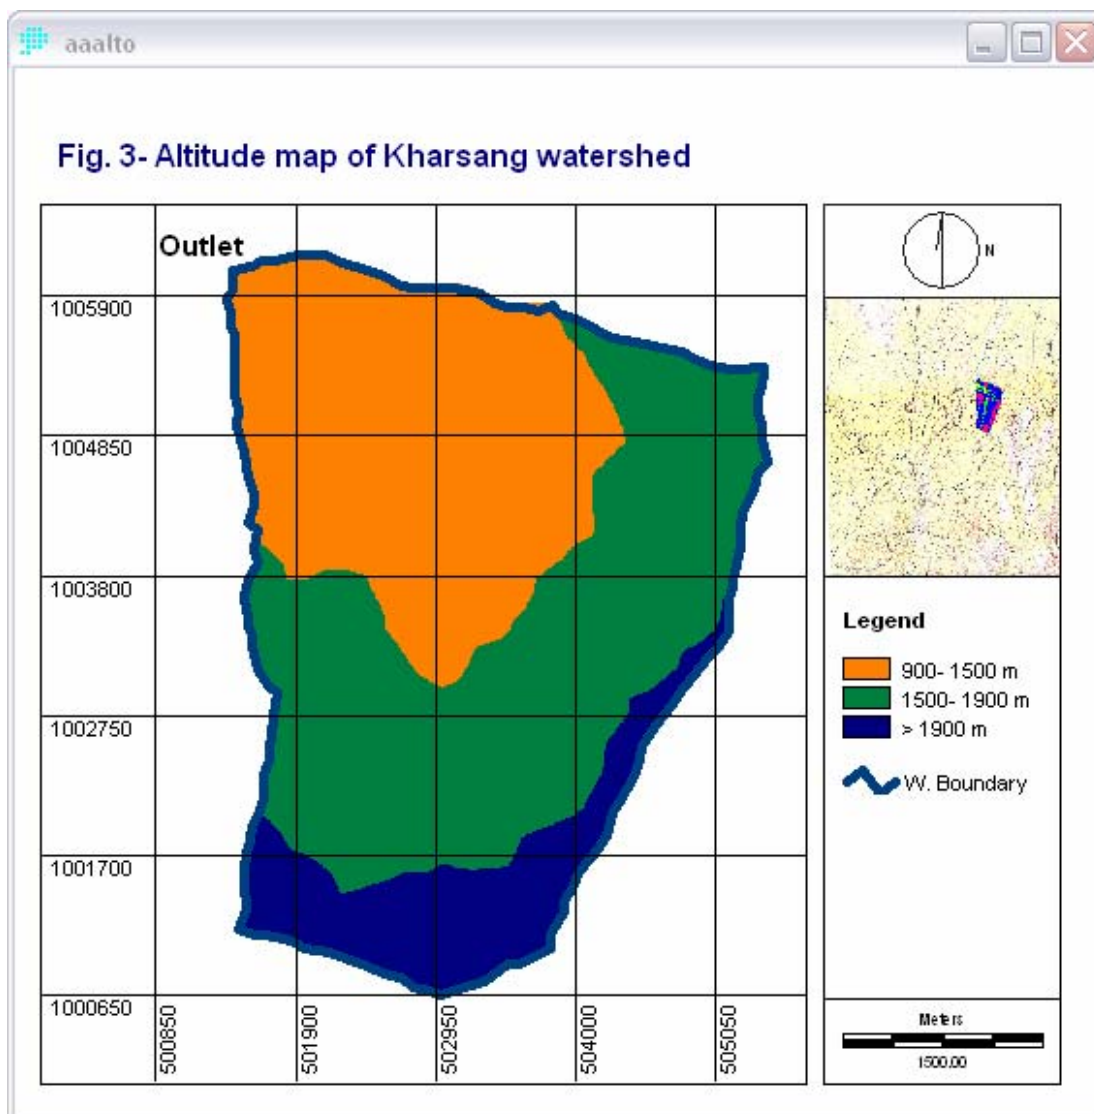 aaalto
Fig. 3- Altitude map of Kharsang watershed
Outlet
1005900
1004850
1003800
1002750
1001700
1000650
500850
501900
502950
504000
505050
N
Legend
900- 1500 m
1500- 1900 m
> 1900 m
W. Boundary
Meters
1500.00